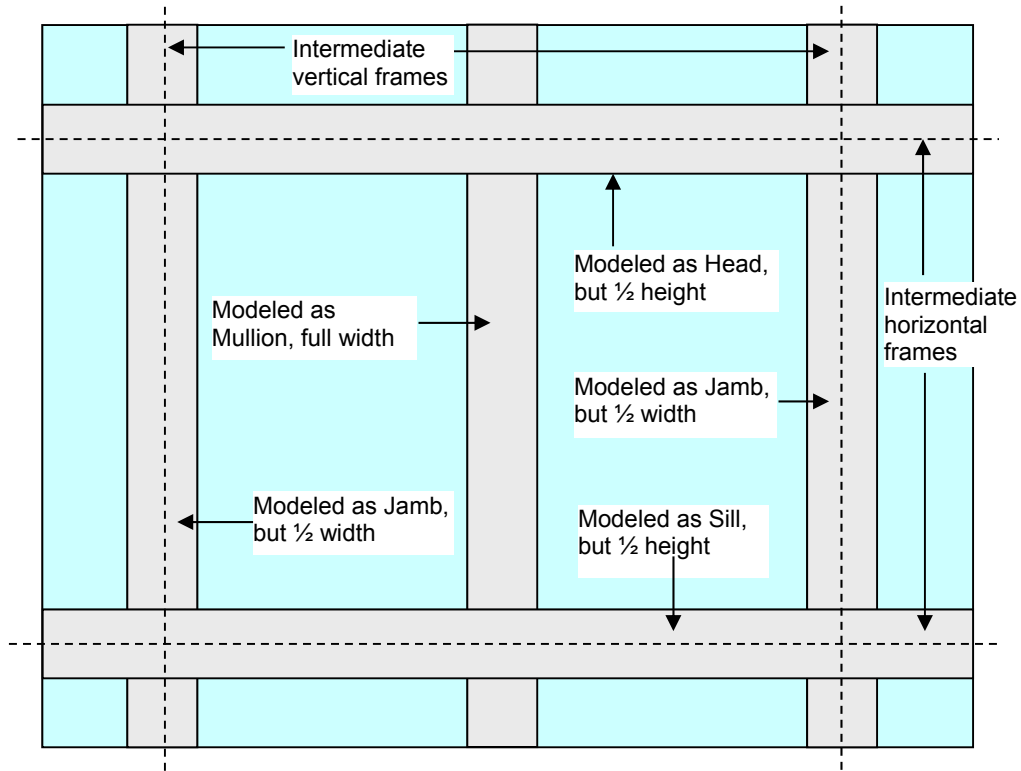 Intermediate
vertical frames
Modeled as Head,
but ½ height
Intermediate
horizontal
frames
Modeled as
Mullion, full width
Modeled as Jamb,
but ½ width
Modeled as Jamb,
but ½ width
Modeled as Sill,
but ½ height